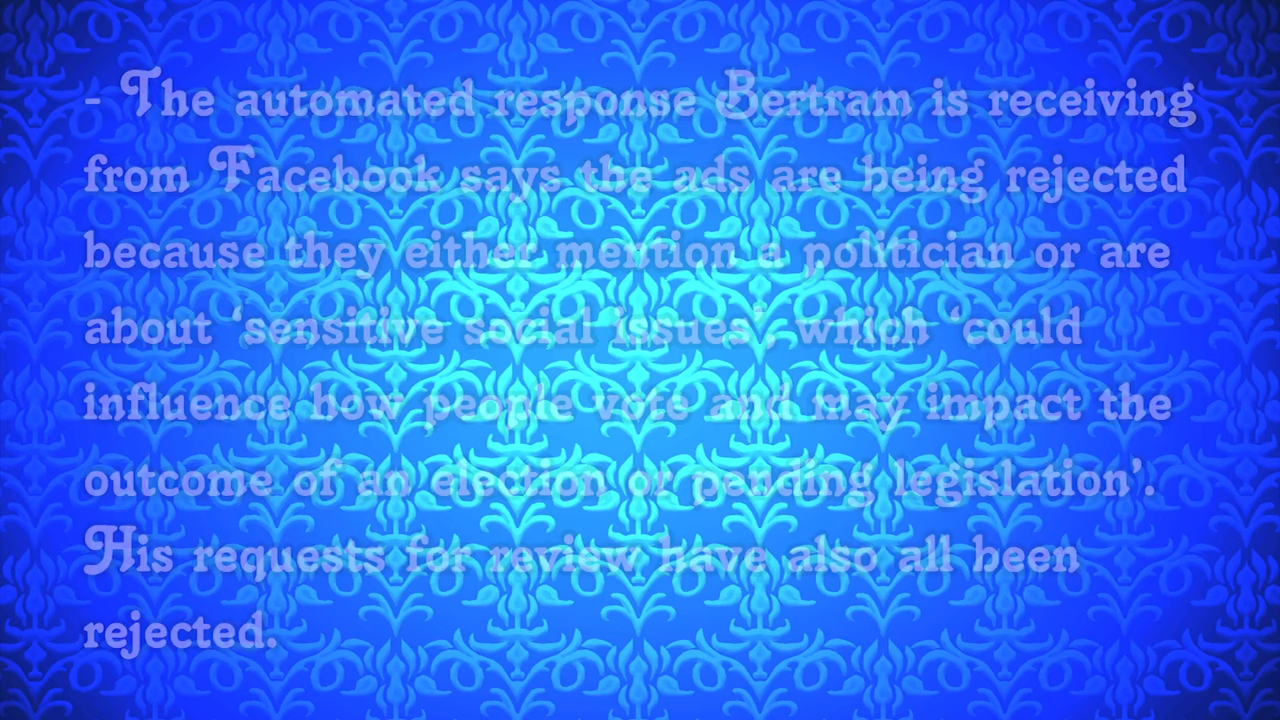 - The automated response Bertram is receiving
from Facebook says the ads are being rejected
because they either mention a politician or are
about ‘sensitive social issues’, which ‘could
influence how people vote and may impact the
outcome of an election or pending legislation’.
His requests for review have also all been
rejected.